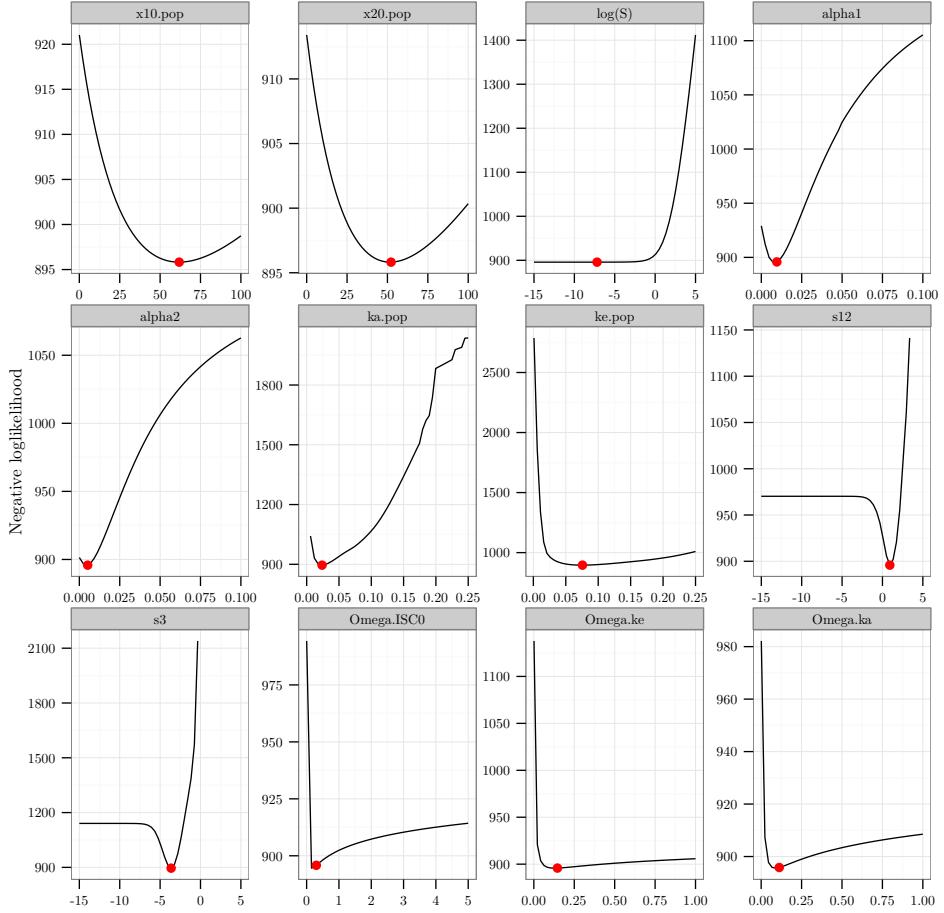 x10.pop x20.pop log(S) alpha1
920 915 910 905 900 895
0 25 50 75 100
910 905 900 895
0 25 50 75 100
1400 1300 1200 1100 1000 900
-15 -10 -5 0 5
1100 1050 1000 950 900
0.000 0.025 0.050 0.075 0.100
Negative loglikelihood
alpha2 ka.pop ke.pop s12
1050 1000 950 900
0.000 0.025 0.050 0.075 0.100
1800 1500 1200 900
0.00 0.05 0.10 0.15 0.20 0.25
2500 2000 1500 1000
0.00 0.05 0.10 0.15 0.20 0.25
1150 1100 1050 1000 950 900
-15 -10 -5 0 5
s3 Omega.ISC0 Omega.ke Omega.ka
2100 1800 1500 1200 900
-15 -10 -5 0 5
975 950 925 900
0 1 2 3 4 5
1100 1050 1000 950 900
0.00 0.25 0.50 0.75 1.00
980 960 940 920 900
0.00 0.25 0.50 0.75 1.00